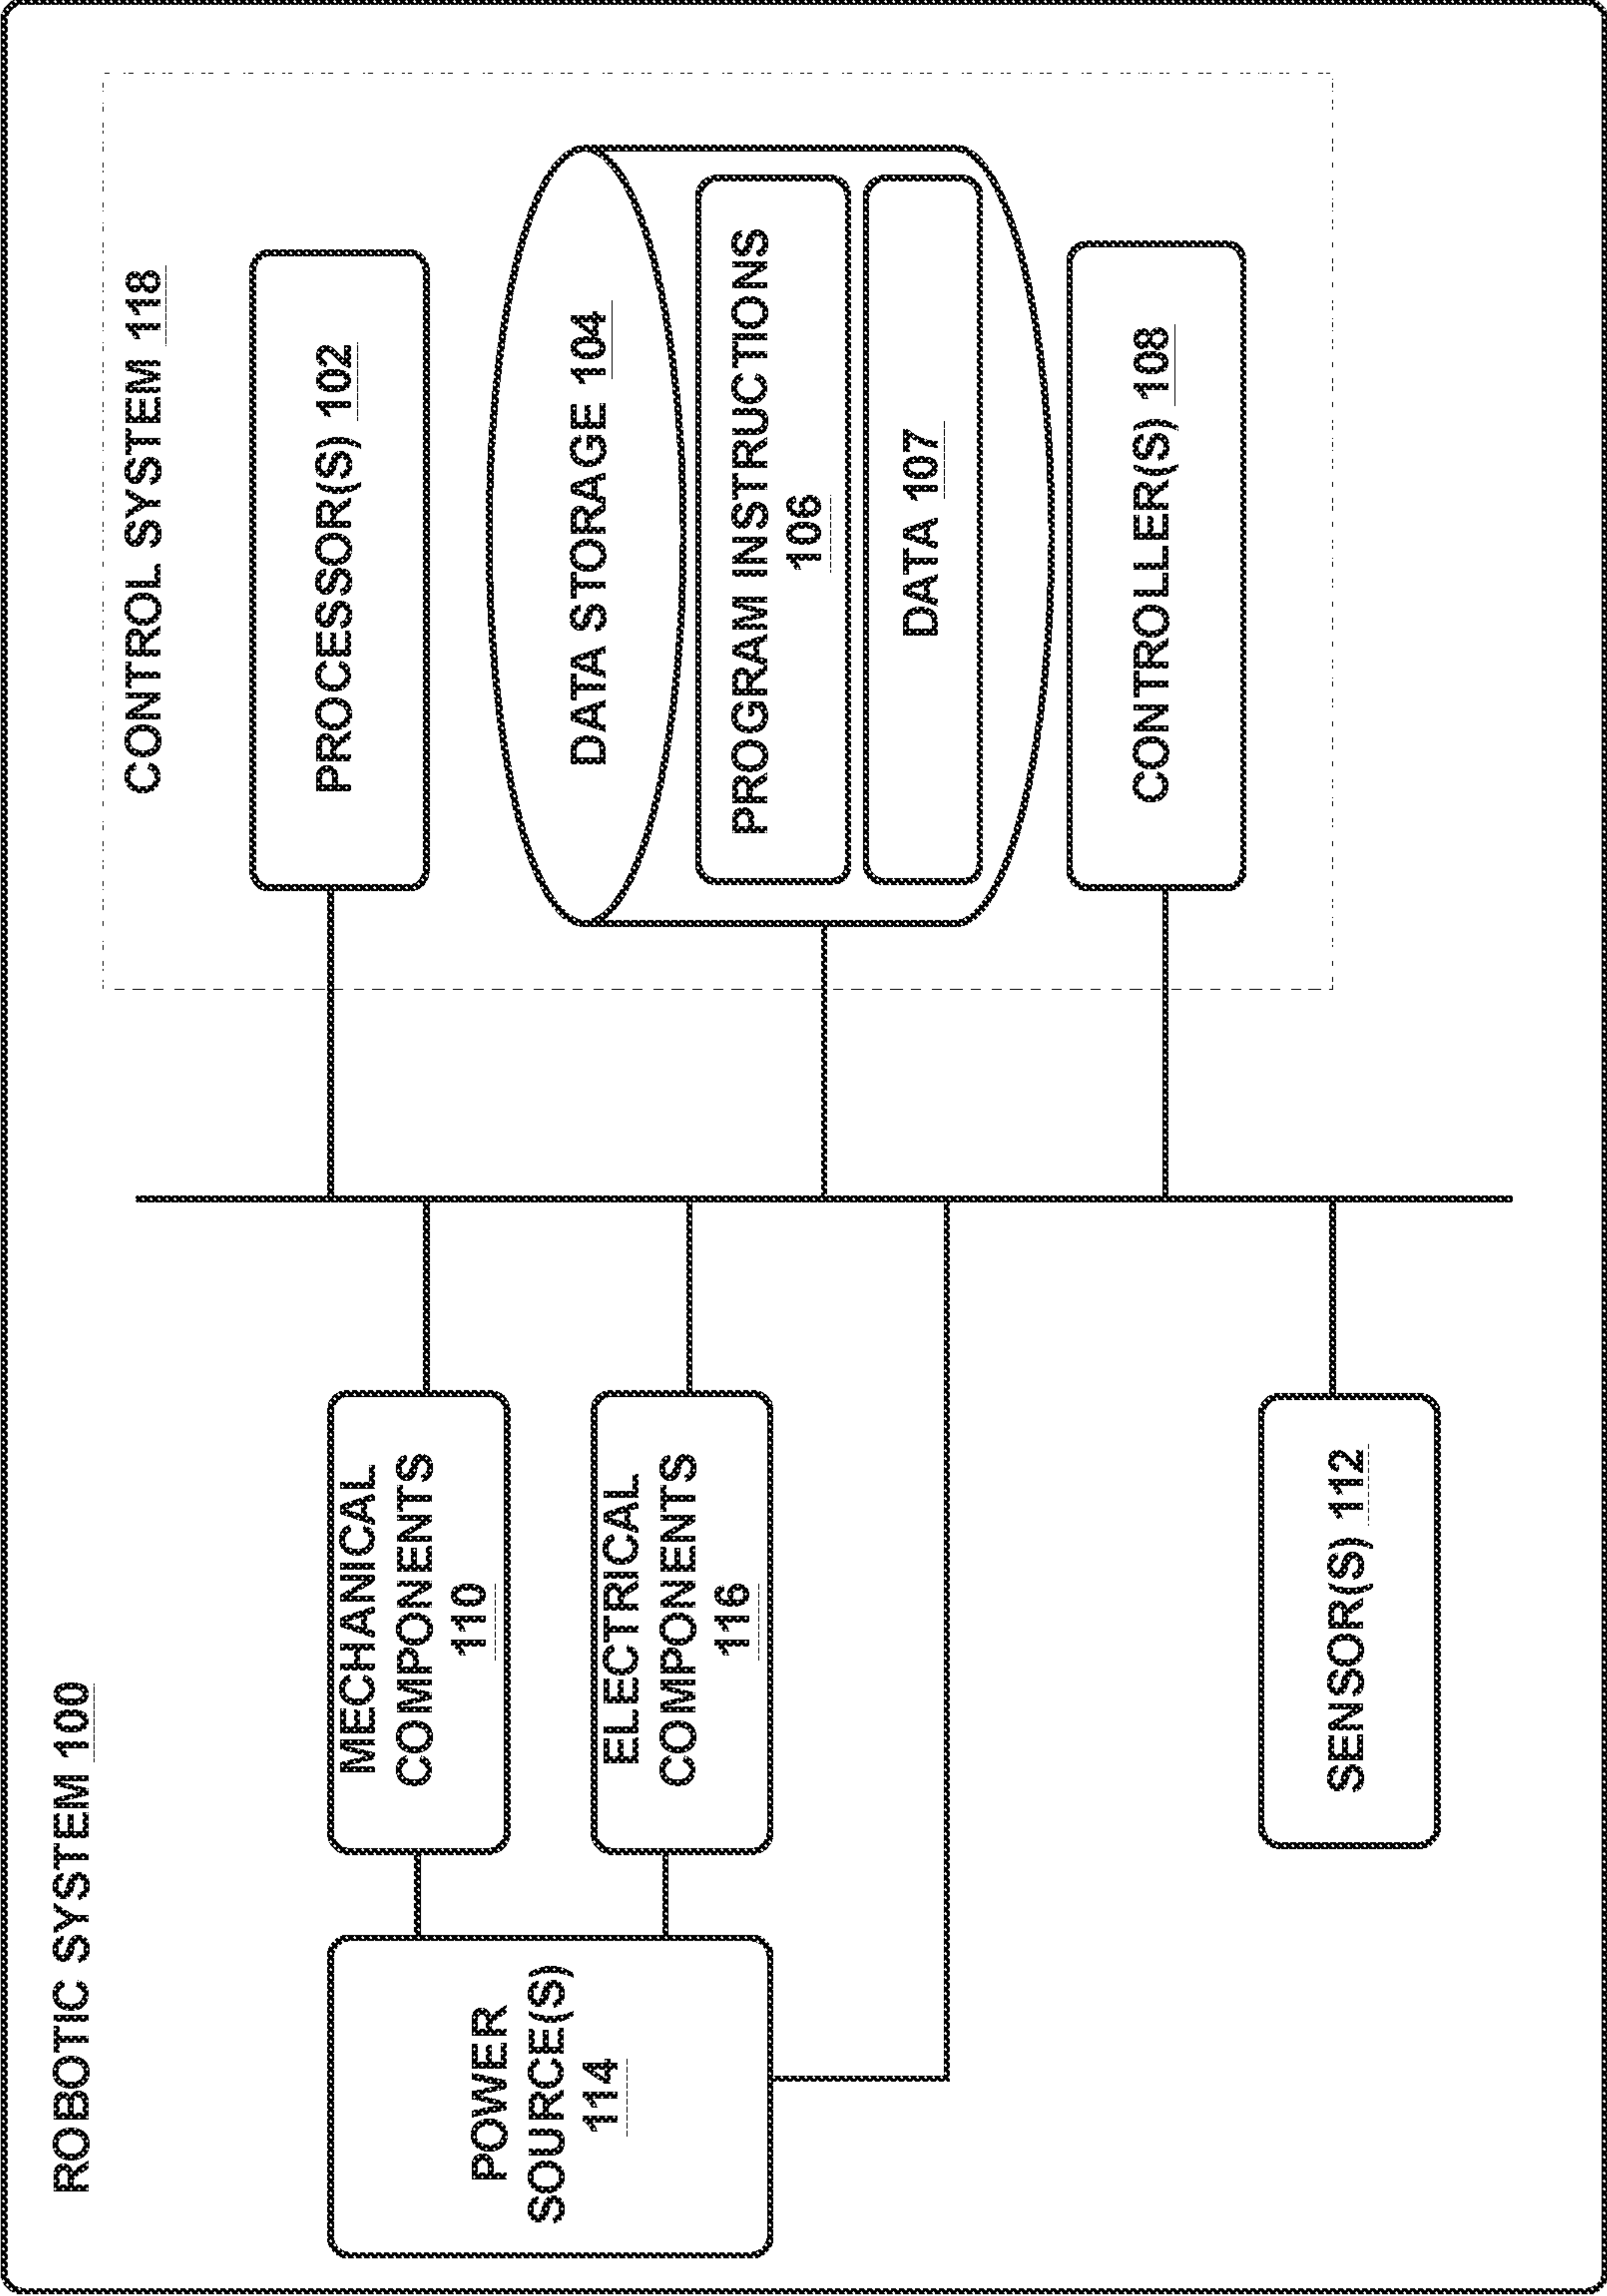 ROBOTIC SYSTEM 100
CONTROL SYSTEM 118
PROCESSOR(S) 102
DATA STORAGE 104
PROGRAM INSTRUCTIONS
106
DATA 107
CONTROLLER(S) 108
MECHANICAL
COMPONENTS
110
ELECTRICAL
COMPONENTS
116
POWER
SOURCE(S)
114
SENSOR(S) 112